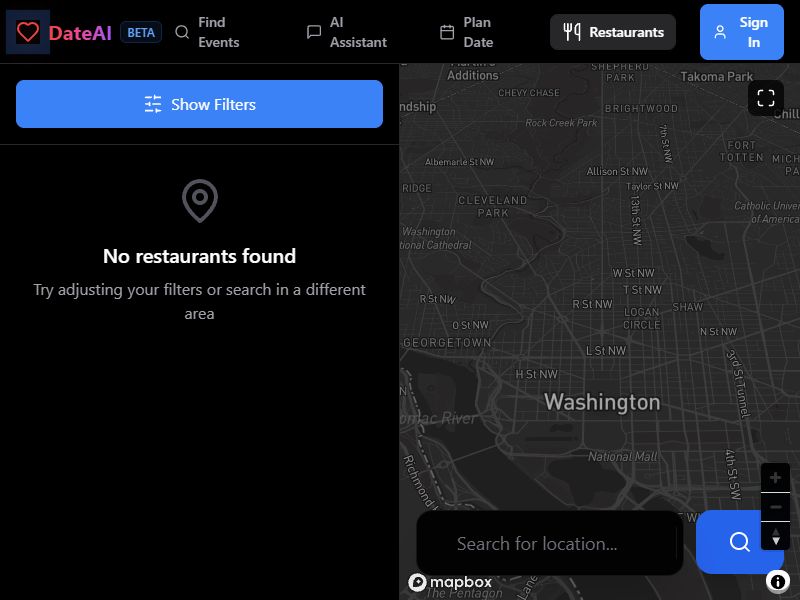 DateAI
BETA
Find
Events
AI
Assistant
Plan
Date
Restaurants
Sign
In
Show Filters
No restaurants found
Try adjusting your filters or search in a different
area
Additions
SHEPHERD
PARK
Takoma Park
CHEVY CHASE
ndship
BRIGHTWOOD
Chill
Rock Creek Park
7th St NW
FORT
TOTTEN
MICH
PA
Albemarle St NW
Allison St NW
Taylor St NW
RIDGE
CLEVELAND
PARK
13th St NW
Catholic Univer
of America
Washington
tional Cathedral
W St NW
T St NW
R St NW
R St NW
LOGAN
CIRCLE
SHAW
O St NW
N St NW
GEORGETOWN
L St NW
3rd St Tunnel
H St NW
N
Washington
omac River
National Mall
4th St SW
Richmond H
W
Search for location...
mapbox
The Pentagon
Lane